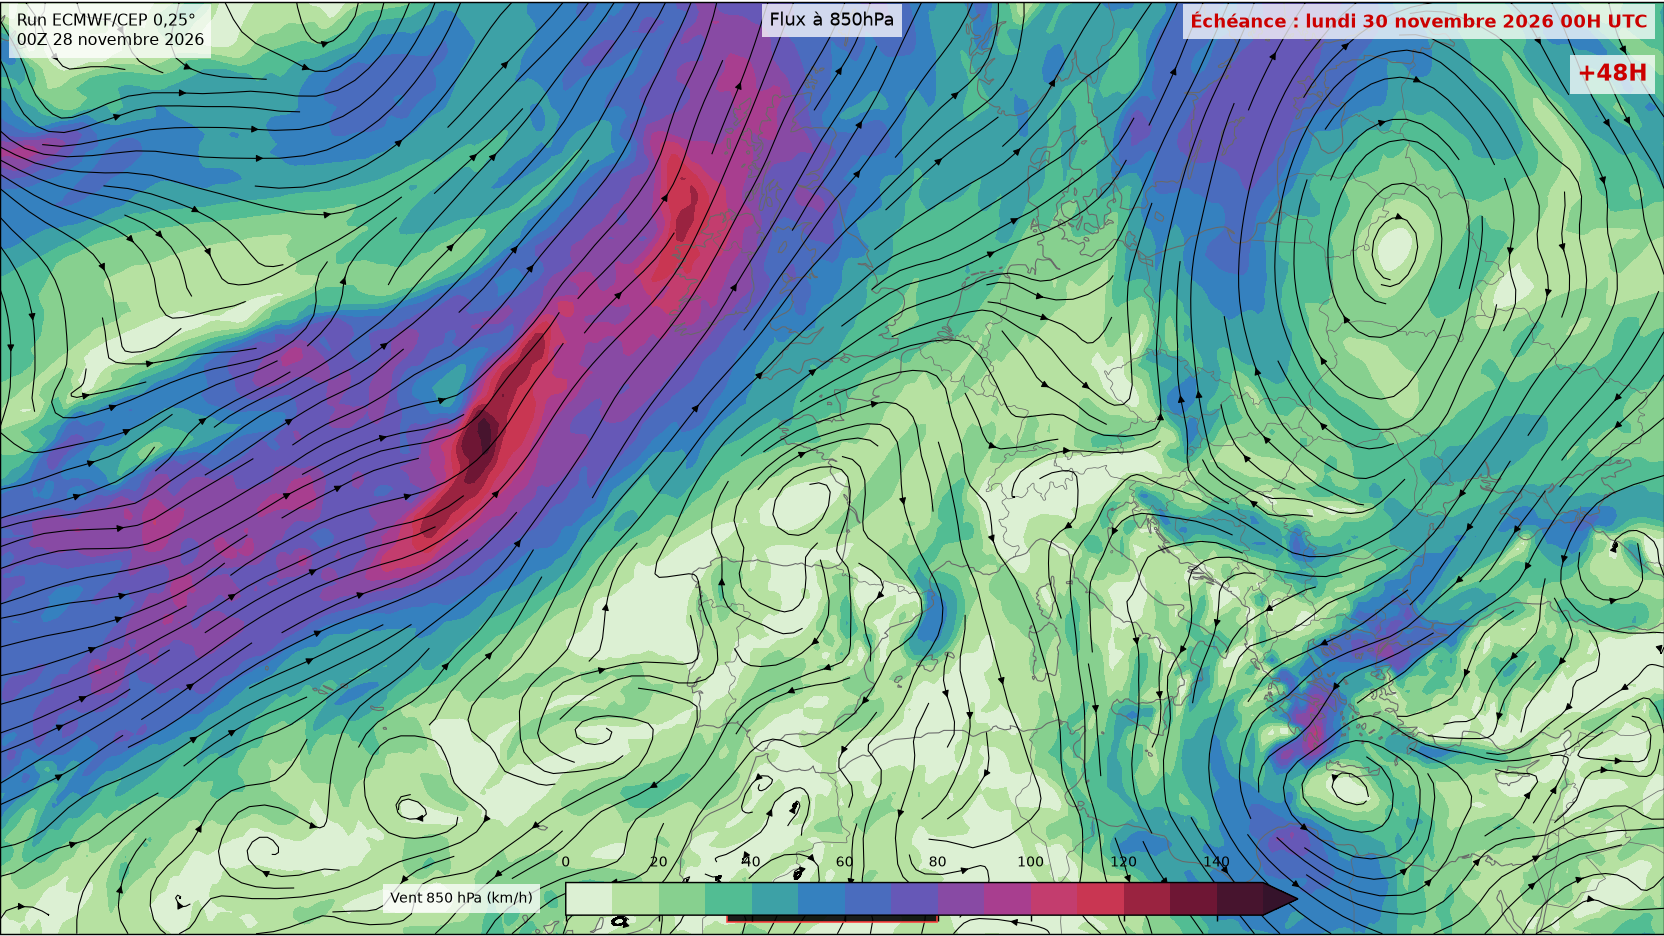 Run ECMWF/CEP 0,25°
00Z 28 novembre 2026
Flux à 850hPa
Échéance : lundi 30 novembre 2026 00H UTC
+48H
0 20 40 60 80 100 120 140
Vent 850 hPa (km/h)